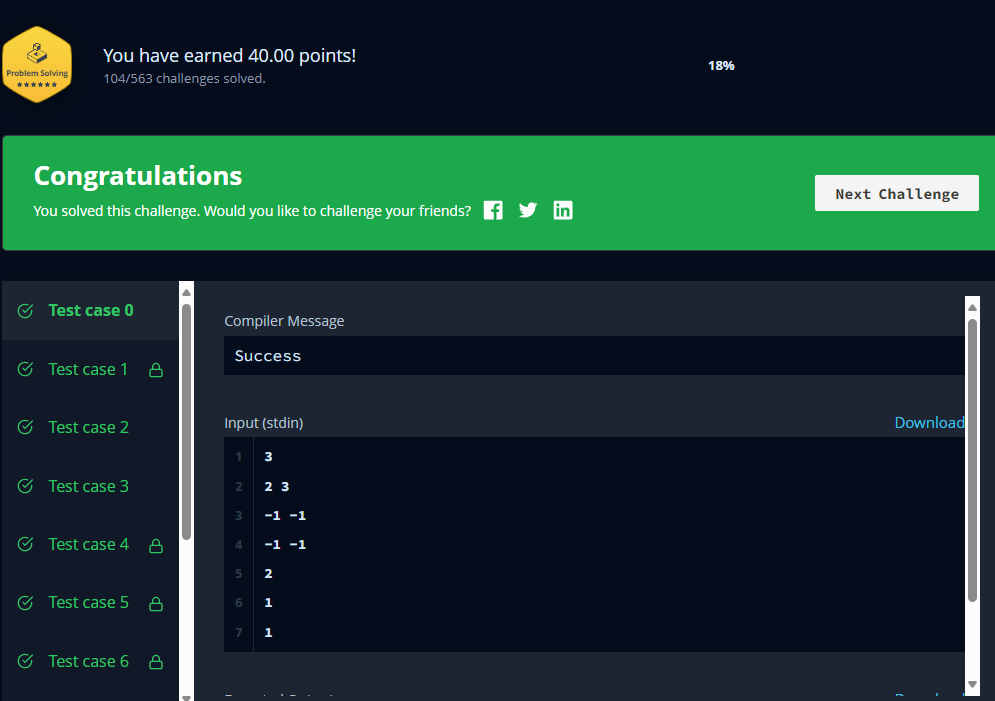 You have earned 40.00 points!
Problem Solving
104/563 challenges solved.
18%
Congratulations
You solved this challenge. Would you like to challenge your friends?
Next Challenge
Test case 0
Test case 1
Test case 2
Test case 3
Test case 4
Test case 5
Test case 6
Compiler Message
Success
Input (stdin)
Download
1 3
2 2 3
3 −1 −1
4 −1 −1
5 2
6 1
7 1